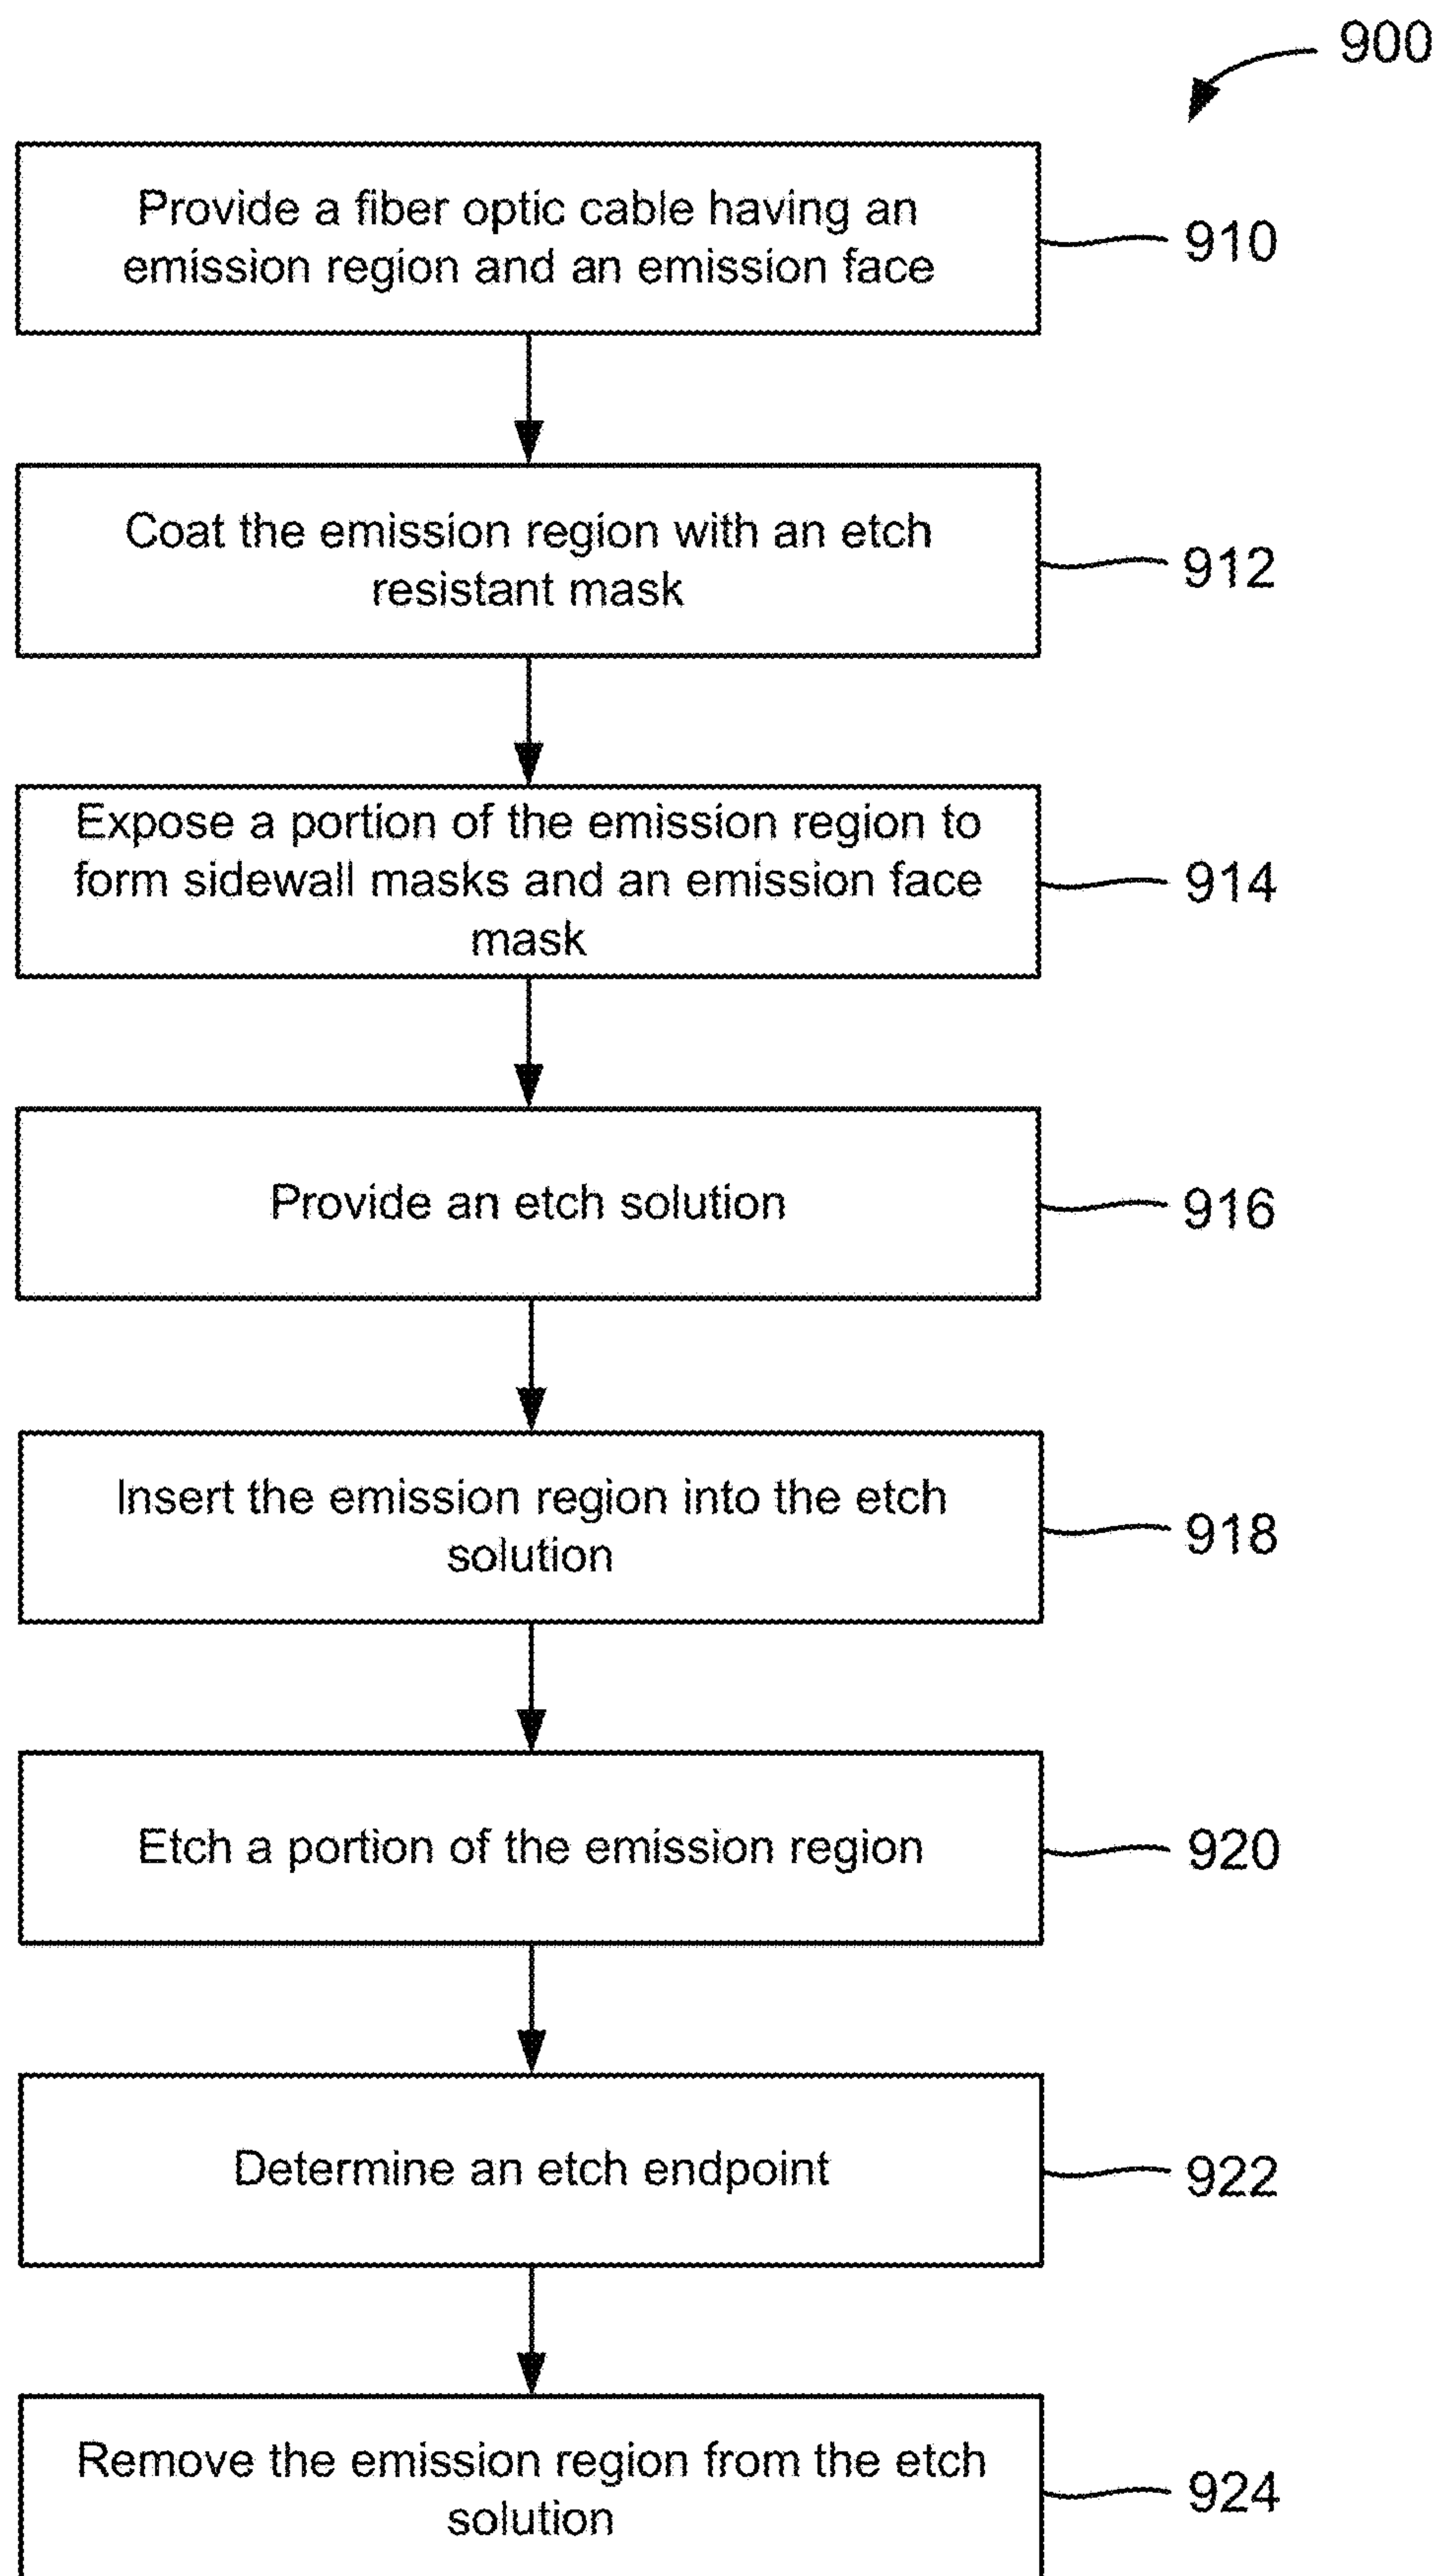 900
Provide a fiber optic cable having an
emission region and an emission face
910
Coat the emission region with an etch
resistant mask
912
Expose a portion of the emission region to
form sidewall masks and an emission face
mask
914
Provide an etch solution
916
Insert the emission region into the etch
solution
918
Etch a portion of the emission region
920
Determine an etch endpoint
922
Remove the emission region from the etch
solution
924